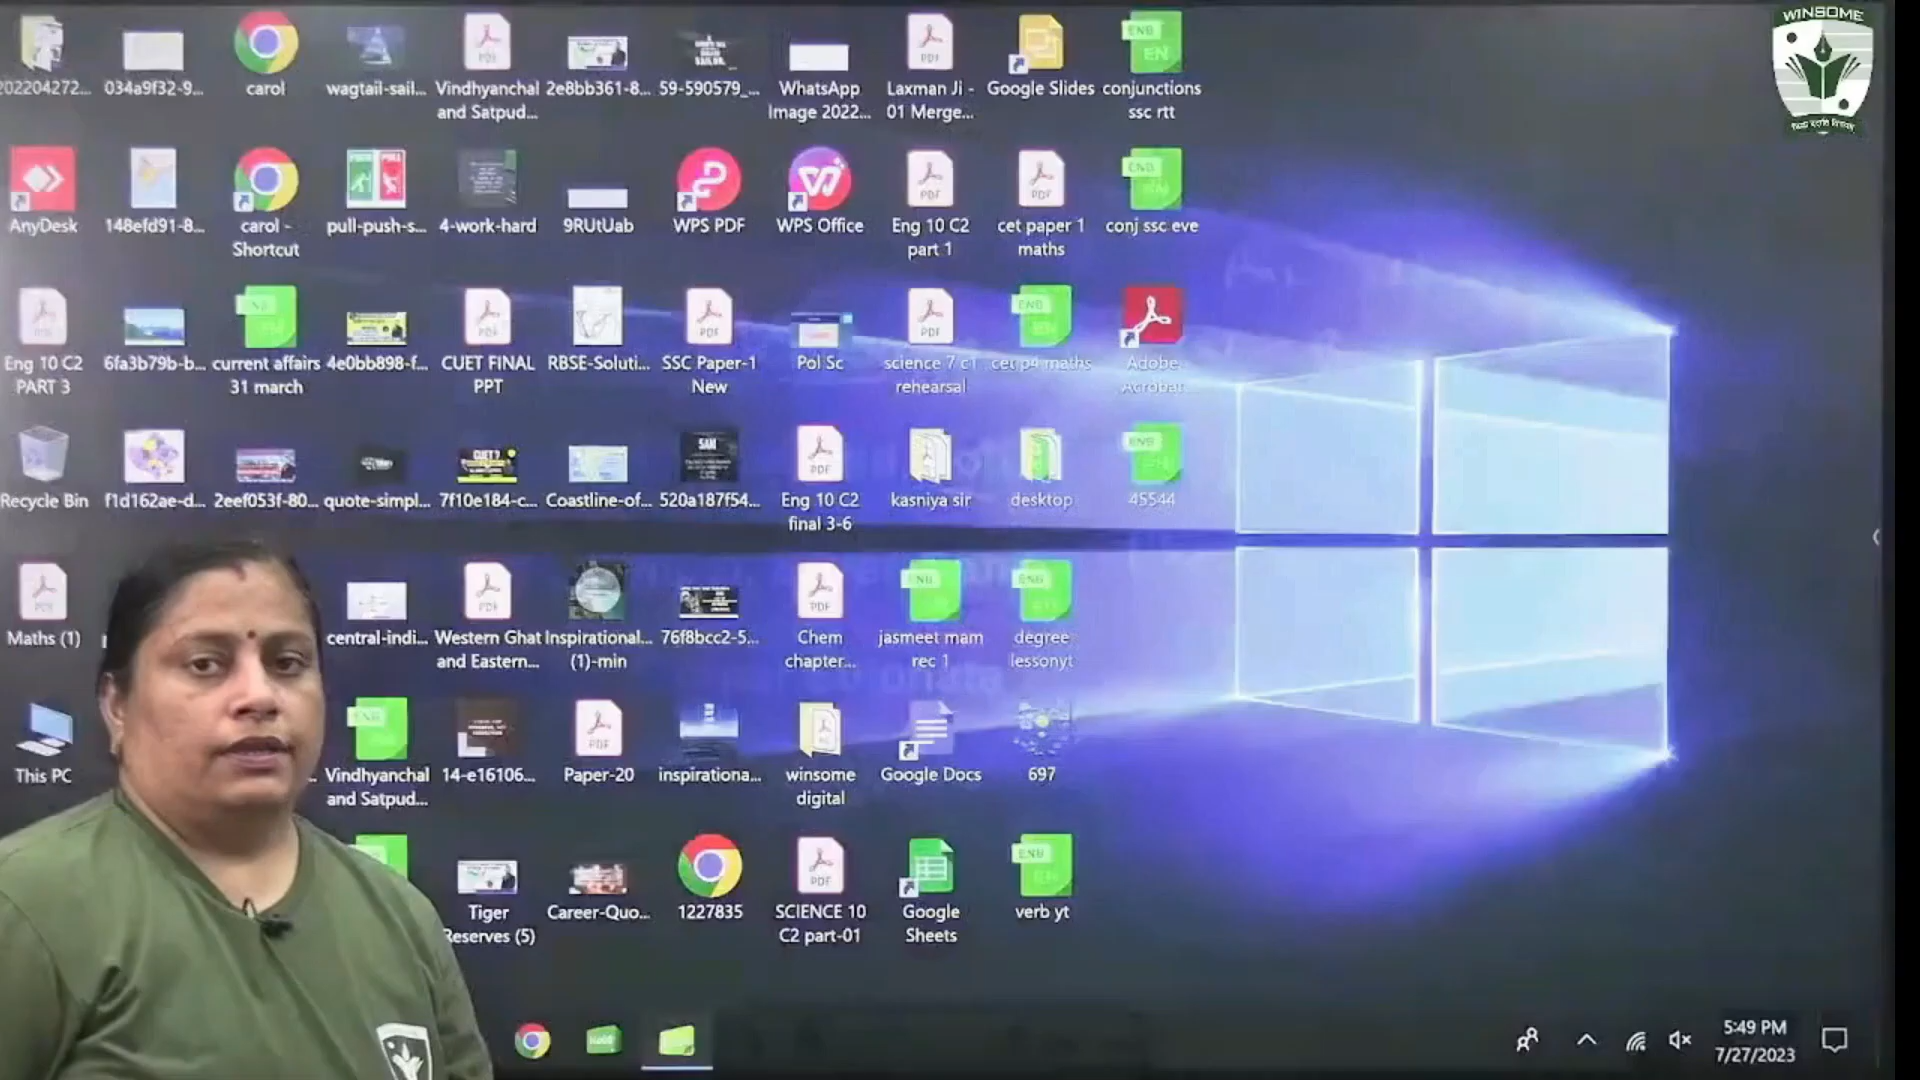 WINSOME
202204272...
034a9f32-9...
carol
wagtail-sail...
Vindhyanchal
and Satpud...
2e8bb361-8...
59-590579_...
WhatsApp
Image 2022...
Laxman Ji -
01 Merge...
Google Slides
conjunctions
ssc rtt
AnyDesk
148efd91-8...
carol -
Shortcut
pull-push-s...
4-work-hard
9RUtUab
WPS PDF
WPS Office
Eng 10 C2
part 1
cet paper 1
maths
conj ssc eve
Eng 10 C2
PART 3
6fa3b79b-b...
current affairs
31 march
4e0bb898-f...
CUET FINAL
PPT
RBSE-Soluti...
SSC Paper-1
New
Pol Sc
science 7 c1
rehearsal
cet p4 maths
Adobe
Acrobat
Recycle Bin
f1d162ae-d...
2eef053f-80...
quote-simpl...
7f10e184-c...
Coastline-of...
520a187f54...
Eng 10 C2
final 3-6
kasniya sir
desktop
45544
Maths (1)
central-indi...
Western Ghat
and Eastern...
Inspirational...
(1)-min
76f8bcc2-5...
Chem
chapter...
jasmeet mam
rec 1
degree
lessonyt
This PC
Vindhyanchal
and Satpud...
14-e16106...
Paper-20
inspirationa...
winsome
digital
Google Docs
697
Tiger
Reserves (5)
Career-Quo...
1227835
SCIENCE 10
C2 part-01
Google
Sheets
verb yt
5:49 PM
7/27/2023